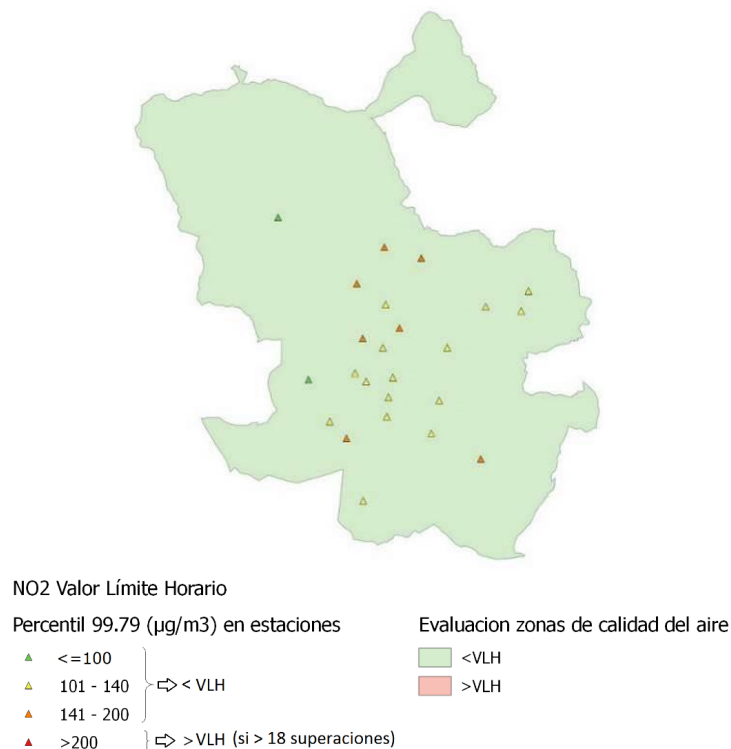 NO2 Valor Límite Horario
Percentil 99.79 (µg/m3) en estaciones
<=100
101 - 140
< VLH
141 - 200
>200
>VLH (si > 18 superaciones)
Evaluacion zonas de calidad del aire
<VLH
>VLH